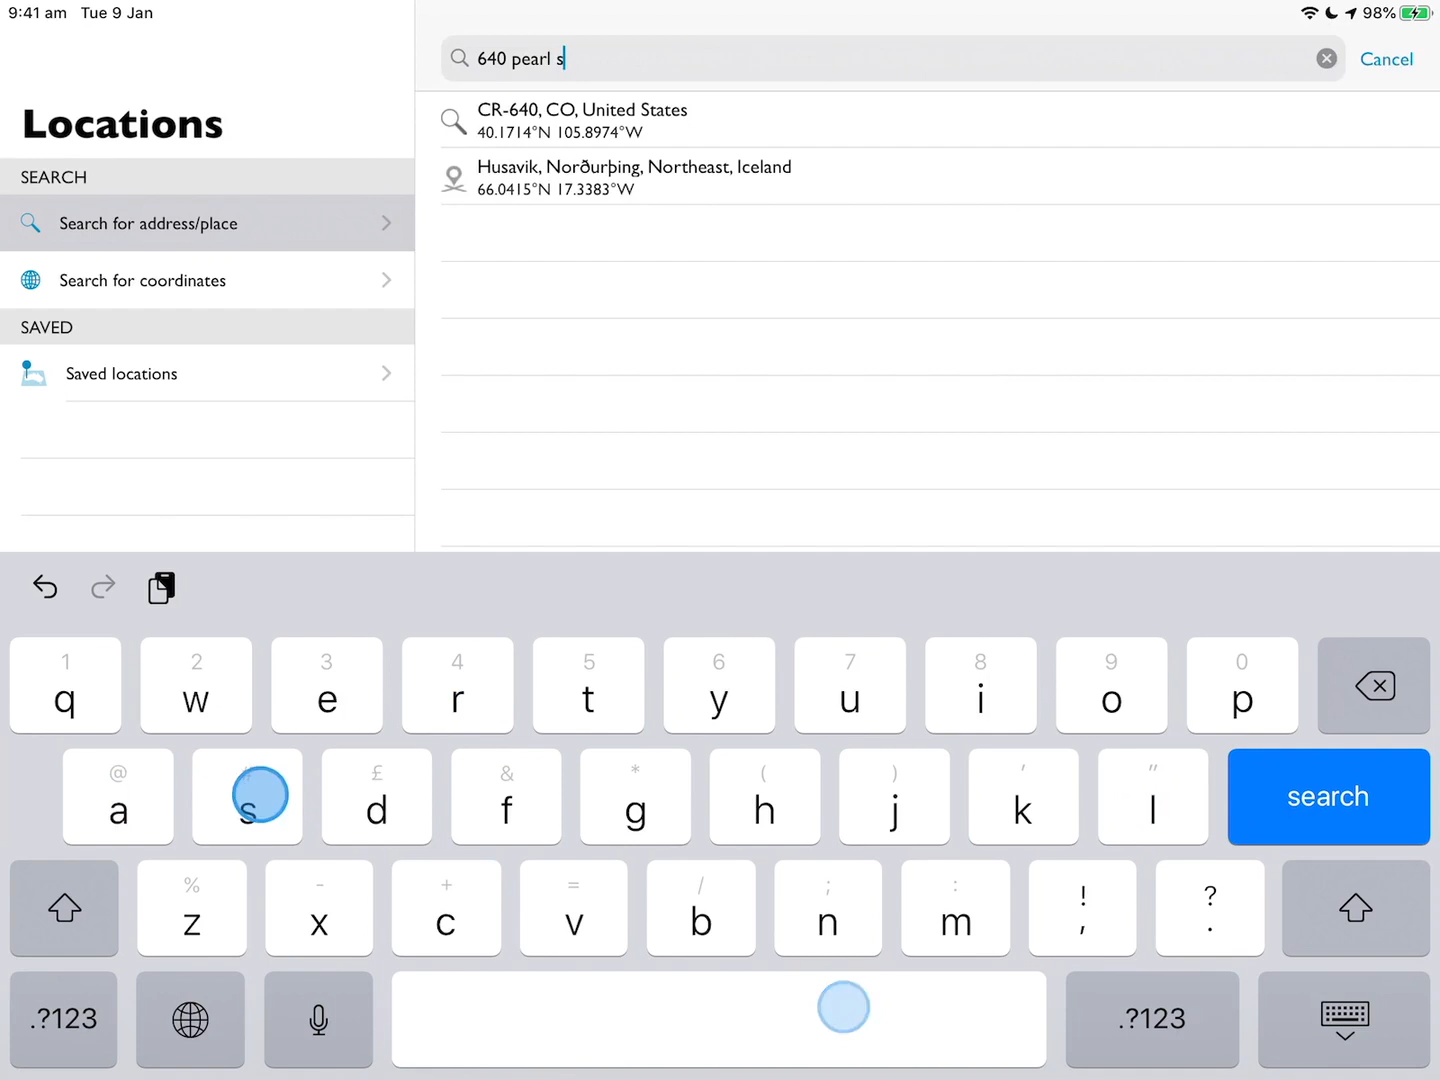 9:41 am Tue 9 Jan
98%
640 pearl s
Cancel
Locations
SEARCH
Search for address/place
Search for coordinates
SAVED
Saved locations
CR-640, CO, United States
40.1714°N 105.8974°W
Husavik, Norðurþing, Northeast, Iceland
66.0415°N 17.3383°W
1 2 3 4 5 6 7 8 9 0
q w e r t y u i o p
@ # £ & * ( ) ' "
a s d f g h j k l
search
% - + = / ; : ! ?
z x c v b n m , .
.?123
.?123